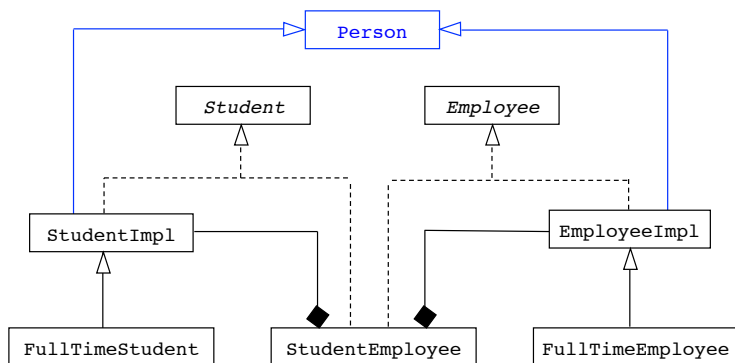 Person
Student
Employee
StudentImpl
EmployeeImpl
FullTimeStudent
StudentEmployee
FullTimeEmployee